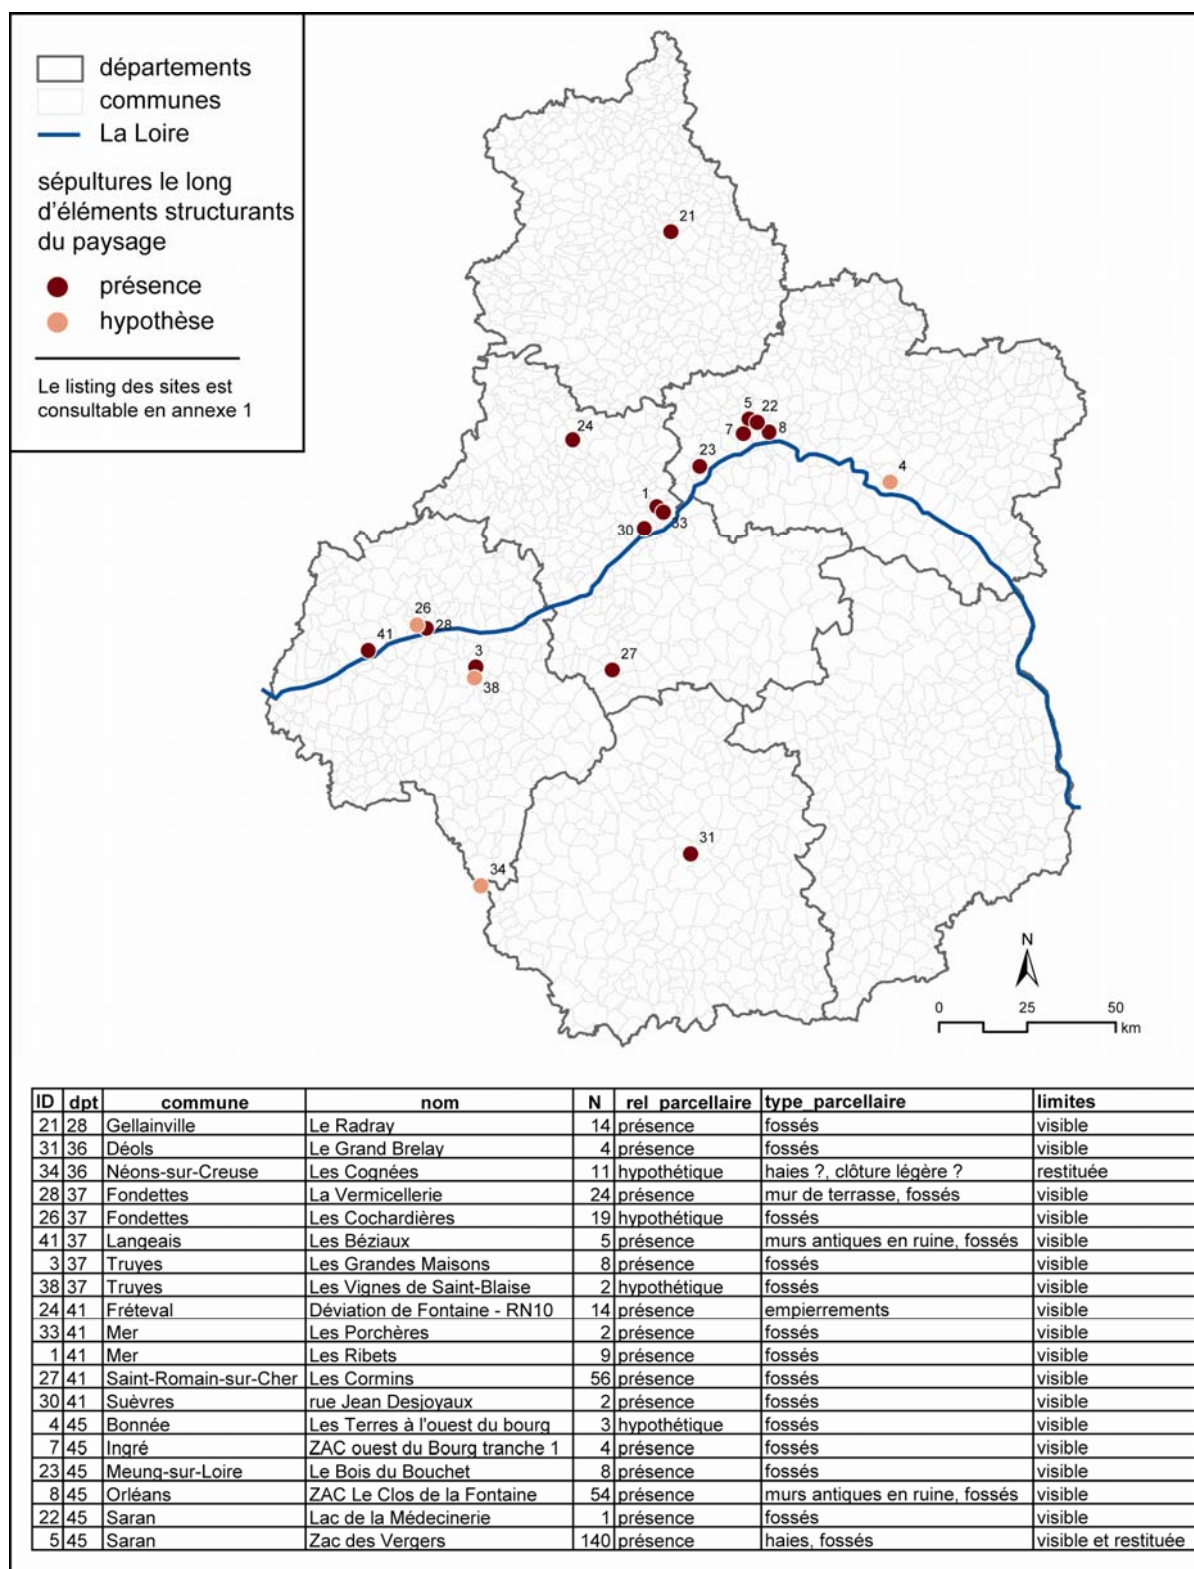 départements
communes
La Loire
sépultures le long
d'éléments structurants
du paysage
présence
hypothèse
Le listing des sites est
consultable en annexe 1
21
24
5
22
7
8
23
4
1
33
30
26
28
41
3
38
27
31
34
N
0 25 50
km
ID dpt commune nom N rel_parcellaire type_parcellaire limites
21 28 Gellainville Le Radray 14 présence fossés visible
31 36 Déols Le Grand Brelay 4 présence fossés visible
34 36 Néons-sur-Creuse Les Cognées 11 hypothétique haies ?, clôture légère ? restituée
28 37 Fondettes La Vermicellerie 24 présence mur de terrasse, fossés visible
26 37 Fondettes Les Cochardières 19 hypothétique fossés visible
41 37 Langeais Les Béziaux 5 présence murs antiques en ruine, fossés visible
3 37 Truyes Les Grandes Maisons 8 présence fossés visible
38 37 Truyes Les Vignes de Saint-Blaise 2 hypothétique fossés visible
24 41 Fréteval Déviation de Fontaine - RN10 14 présence empierrements visible
33 41 Mer Les Porchères 2 présence fossés visible
1 41 Mer Les Ribets 9 présence fossés visible
27 41 Saint-Romain-sur-Cher Les Cormins 56 présence fossés visible
30 41 Suèvres rue Jean Desjoyaux 2 présence fossés visible
4 45 Bonnée Les Terres à l'ouest du bourg 3 hypothétique fossés visible
7 45 Ingré ZAC ouest du Bourg tranche 1 4 présence fossés visible
23 45 Meung-sur-Loire Le Bois du Bouchet 8 présence fossés visible
8 45 Orléans ZAC Le Clos de la Fontaine 54 présence murs antiques en ruine, fossés visible
22 45 Saran Lac de la Médecinerie 1 présence fossés visible
5 45 Saran Zac des Vergers 140 présence haies, fossés visible et restituée